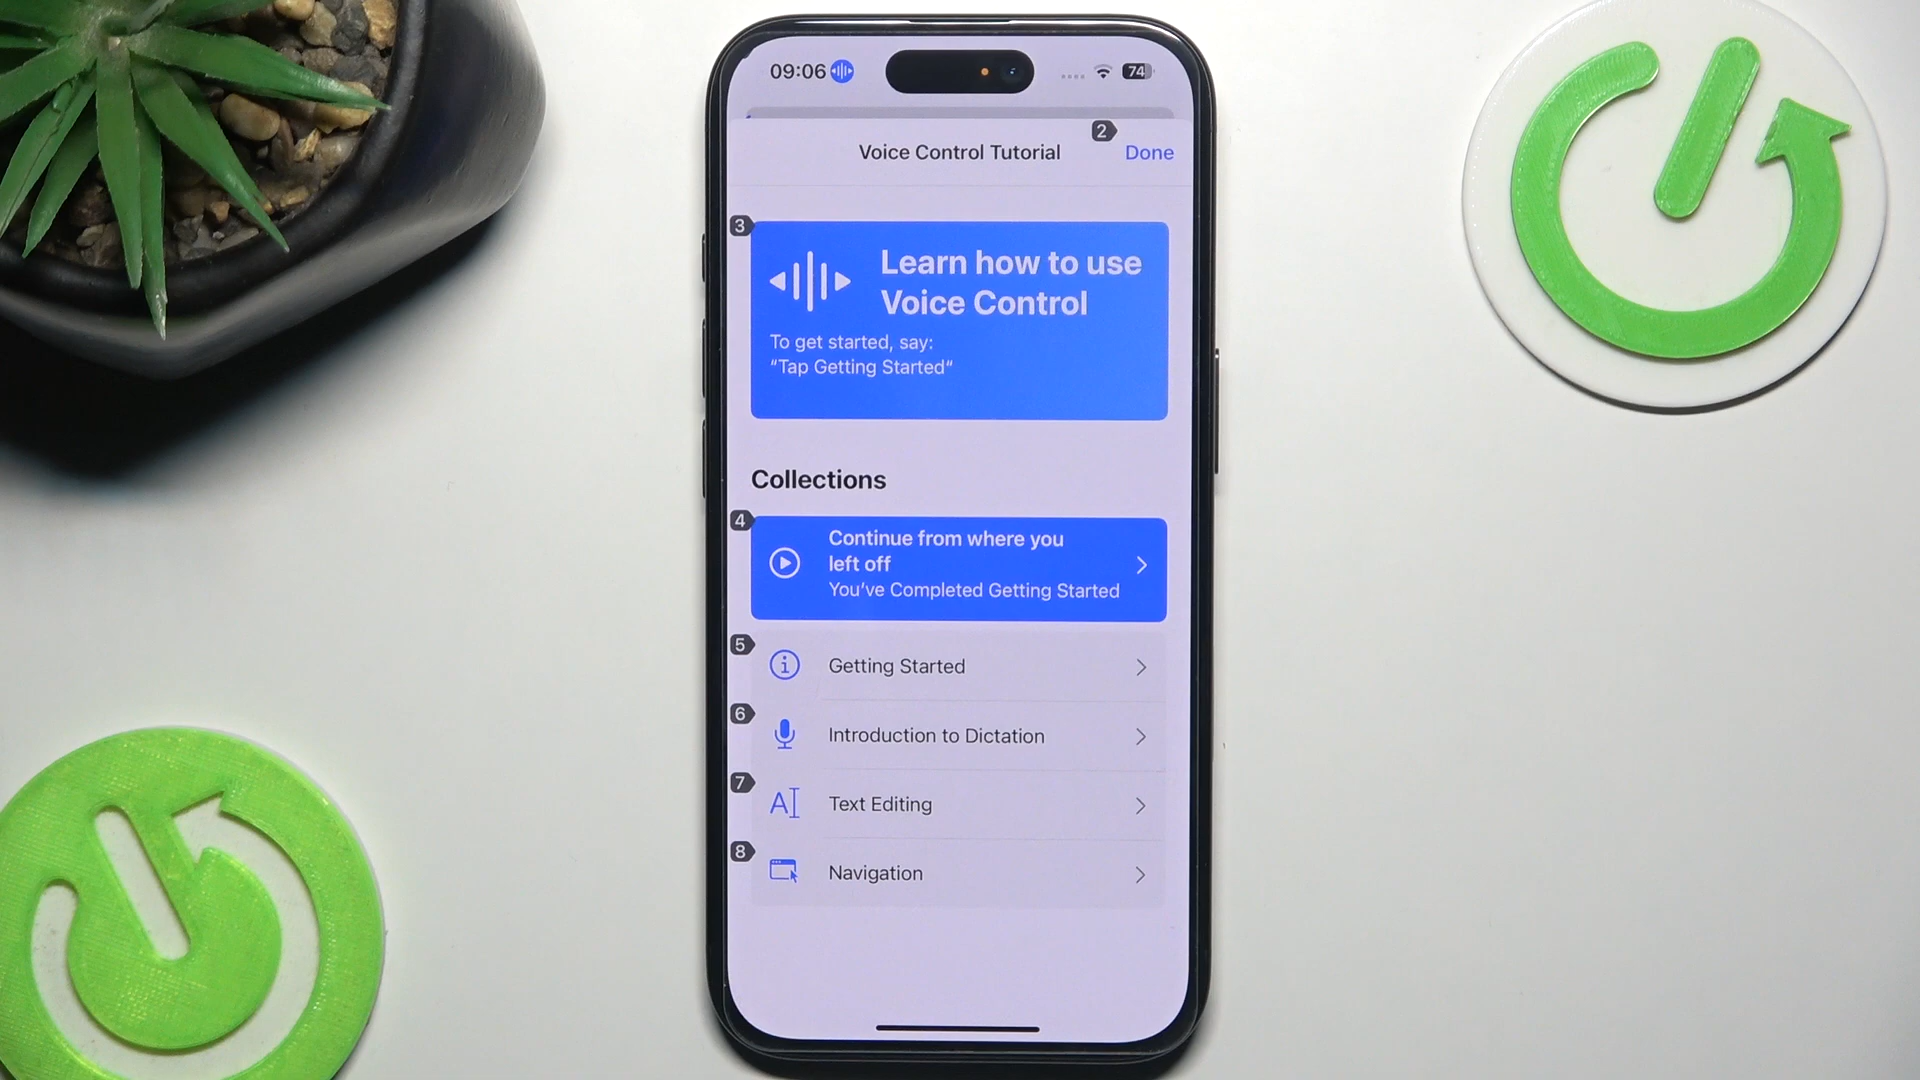 09:06
74
2
Voice Control Tutorial
Done
3
Learn how to use
Voice Control
To get started, say:
“Tap Getting Started“
Collections
4
Continue from where you
left off
You’ve Completed Getting Started
5
Getting Started
6
Introduction to Dictation
7
AI
Text Editing
8
Navigation